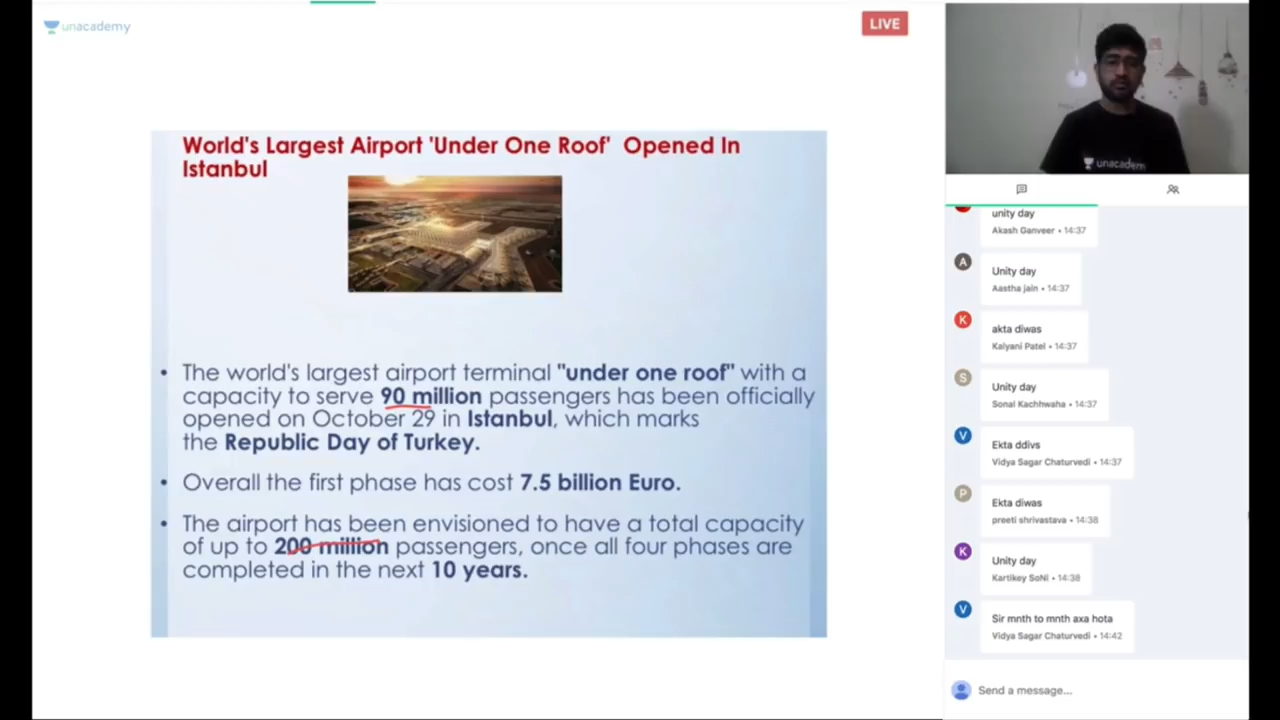 unacademy
LIVE
World's Largest Airport 'Under One Roof' Opened In
Istanbul
• The world's largest airport terminal "under one roof" with a
capacity to serve 90 million passengers has been officially
opened on October 29 in Istanbul, which marks
the Republic Day of Turkey.
• Overall the first phase has cost 7.5 billion Euro.
• The airport has been envisioned to have a total capacity
of up to 200 million passengers, once all four phases are
completed in the next 10 years.
unacademy
unity day
Akash Ganveer • 14:37
A
Unity day
Aastha jain • 14:37
K
akta diwas
Kalyani Patel • 14:37
S
Unity day
Sonal Kachhwaha • 14:37
V
Ekta ddivs
Vidya Sagar Chaturvedi • 14:37
P
Ekta diwas
preeti shrivastava • 14:38
K
Unity day
Kartikey SoNi • 14:38
V
Sir mnth to mnth axa hota
Vidya Sagar Chaturvedi • 14:42
Send a message...